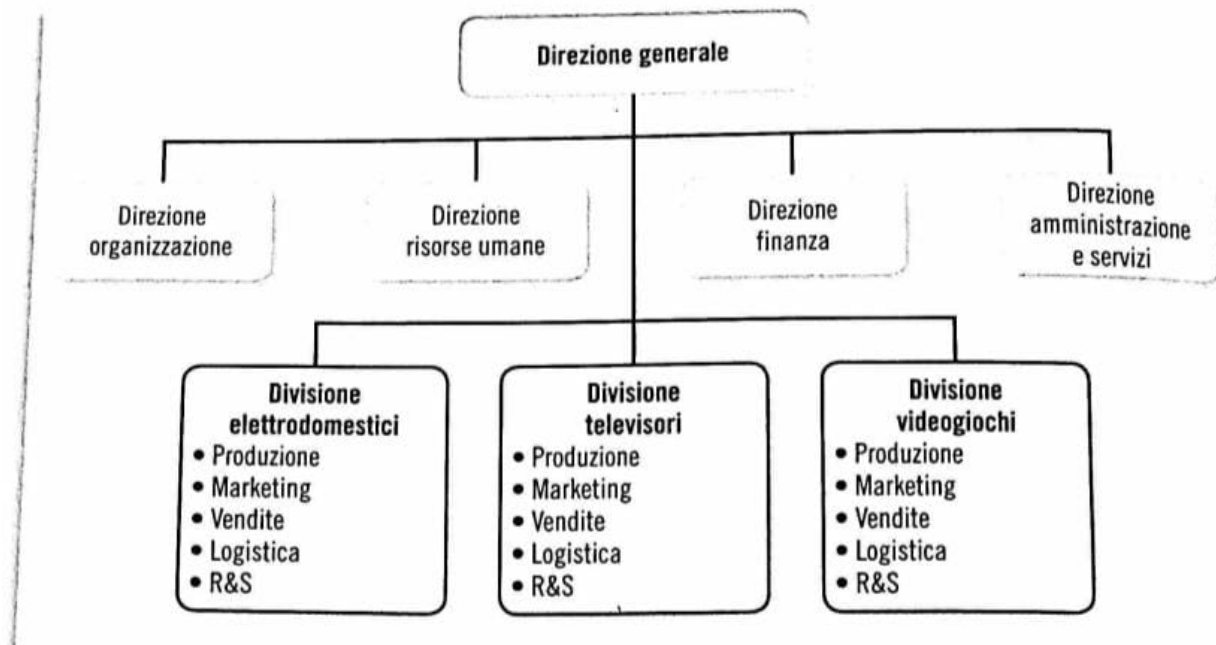 Direzione generale
Direzione
organizzazione
Direzione
risorse umane
Direzione
finanza
Direzione
amministrazione
e servizi
Divisione
elettrodomestici
• Produzione
• Marketing
• Vendite
• Logistica
• R&S
Divisione
televisori
• Produzione
• Marketing
• Vendite
• Logistica
• R&S
Divisione
videogiochi
• Produzione
• Marketing
• Vendite
• Logistica
• R&S